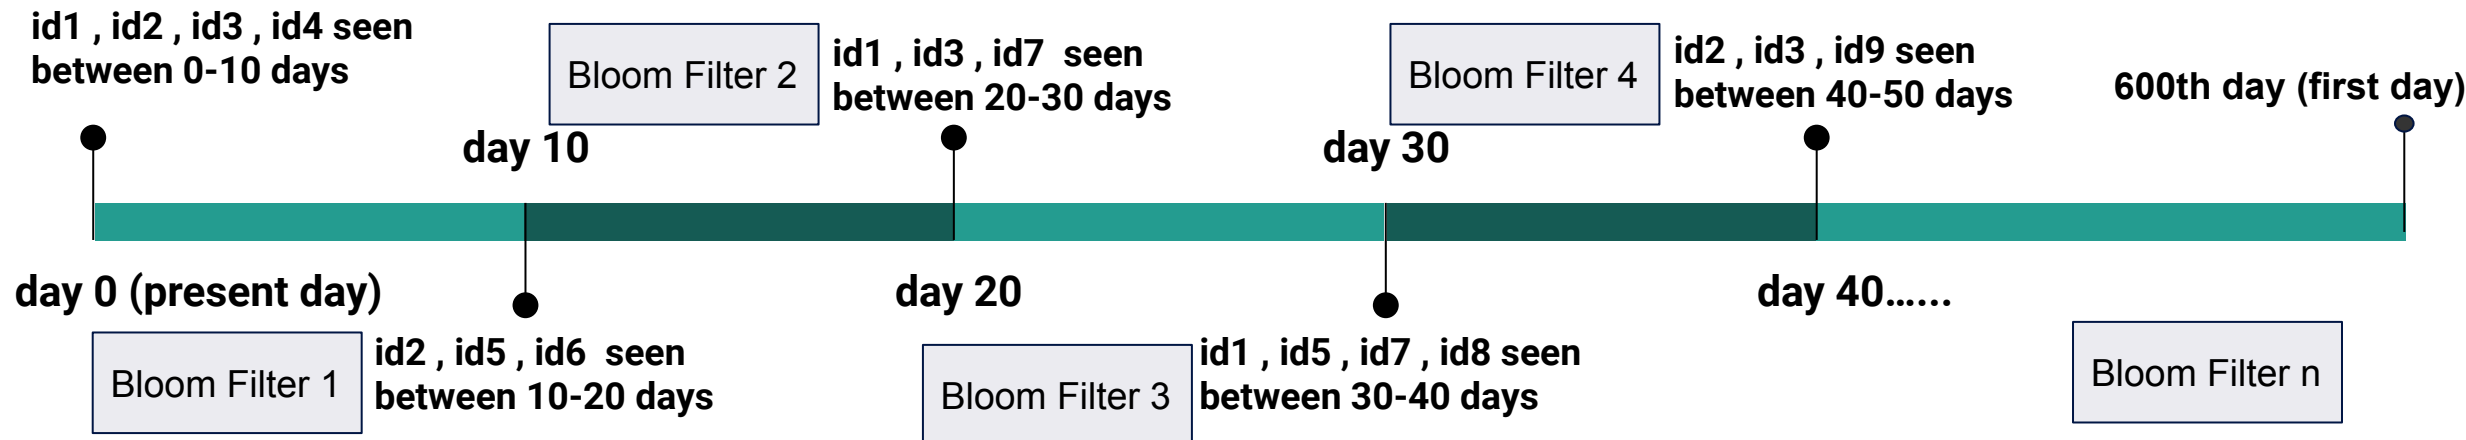 id1 , id2 , id3 , id4 seen
between 0-10 days
Bloom Filter 2
id1 , id3 , id7  seen
between 20-30 days
Bloom Filter 4
id2 , id3 , id9 seen
between 40-50 days
600th day (first day)
day 10
day 30
day 0 (present day)
day 20
day 40…...
Bloom Filter 1
id2 , id5 , id6  seen
between 10-20 days
Bloom Filter 3
id1 , id5 , id7 , id8 seen
between 30-40 days
Bloom Filter n